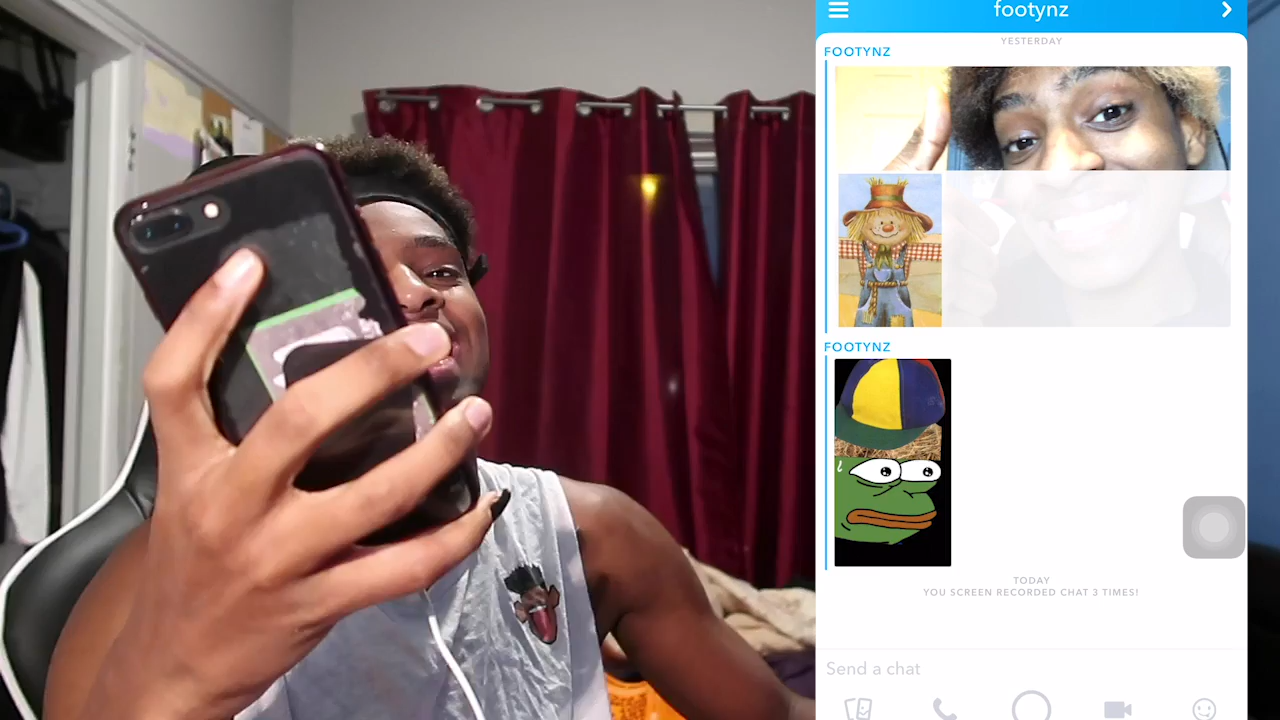 footynz
YESTERDAY
FOOTYNZ
FOOTYNZ
TODAY
YOU SCREEN RECORDED CHAT 3 TIMES!
Send a chat